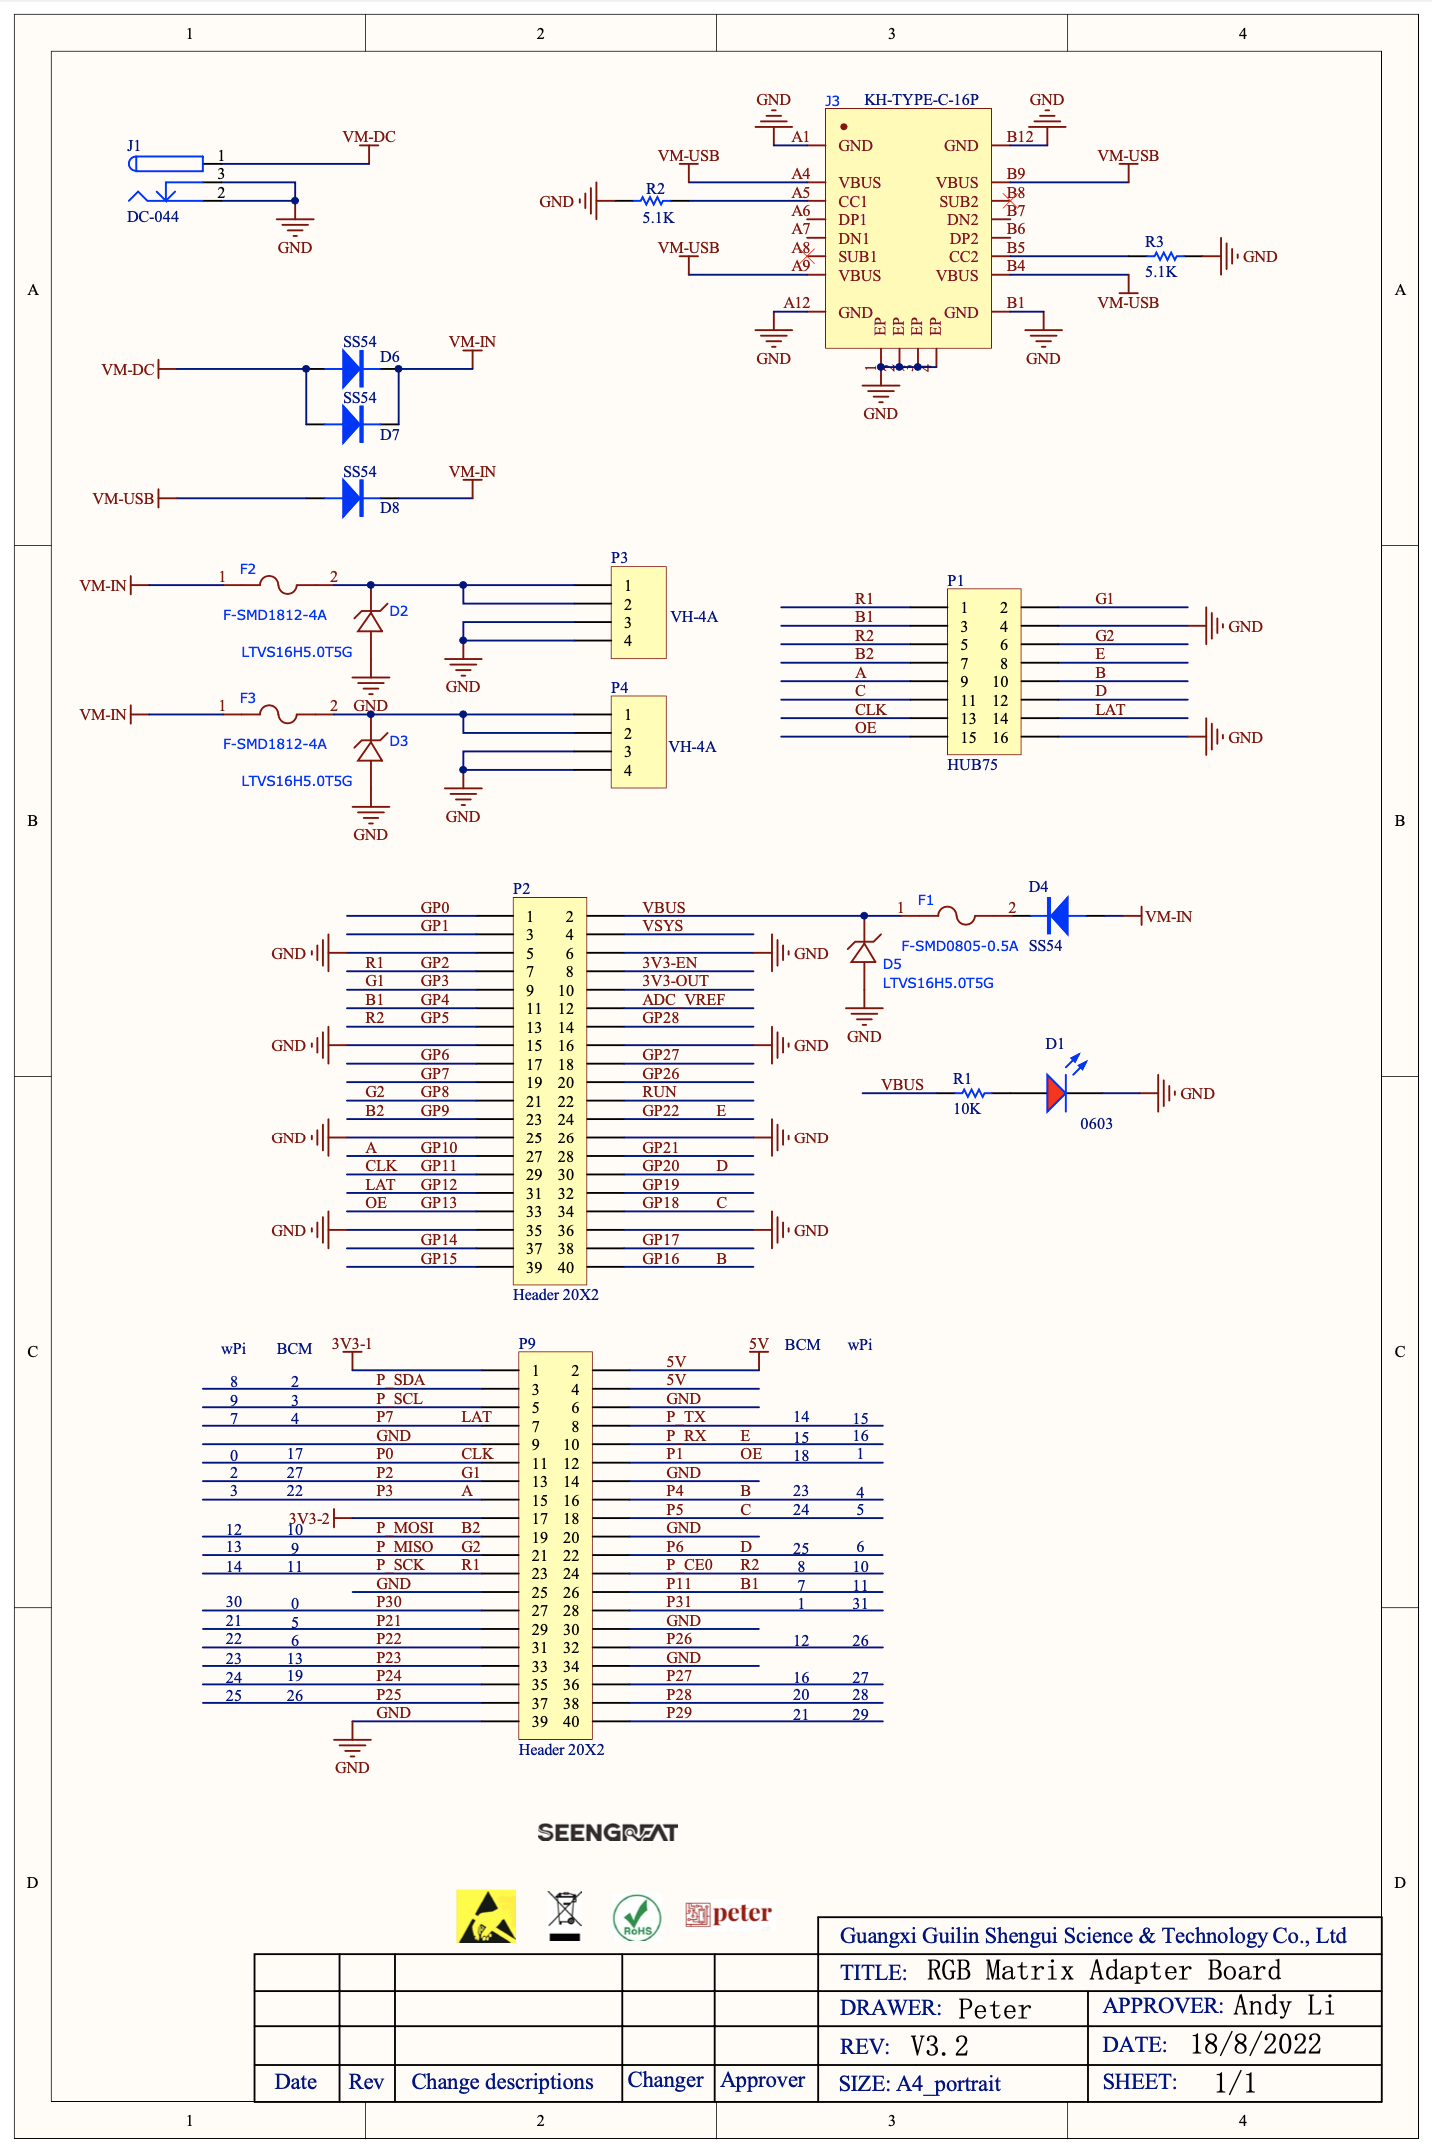 1 2 3 4
GND J3 KH-TYPE-C-16P GND
J1 VM-DC
1
3
2
DC-044
GND
A1 GND GND B12
VM-USB VM-USB
A4 VBUS VBUS B9
GND R2 A5 CC1 SUB2 B8
5.1K
A6 DP1 DN2 B7
A7 DN1 DP2 B6
VM-USB A8 SUB1 CC2 B5 R3 GND
A9 VBUS VBUS B4 5.1K
VM-USB
A12 GND GND B1
EP EP EP EP
GND GND
1 2 3 4
GND
A A
SS54 VM-IN
VM-DC D6
SS54
D7
SS54 VM-IN
VM-USB D8
P3
VM-IN 1 F2 2 1
F-SMD1812-4A D2 2 VH-4A
3
LTVS16H5.0T5G 4
GND GND
P4
VM-IN 1 F3 2 GND 1
F-SMD1812-4A D3 2 VH-4A
3
LTVS16H5.0T5G 4
GND GND
P1
R1 1 2 G1
B1 3 4 GND
R2 5 6 G2
B2 7 8 E
A 9 10 B
C 11 12 D
CLK 13 14 LAT
OE 15 16 GND
HUB75
B B
P2
GP0 1 2 VBUS
GP1 3 4 VSYS
GND 5 6 GND
R1 GP2 7 8 3V3-EN
G1 GP3 9 10 3V3-OUT
B1 GP4 11 12 ADC_VREF
R2 GP5 13 14 GP28
GND 15 16 GND
GP6 17 18 GP27
GP7 19 20 GP26
G2 GP8 21 22 RUN
B2 GP9 23 24 GP22 E
GND 25 26 GND
A GP10 27 28 GP21
CLK GP11 29 30 GP20 D
LAT GP12 31 32 GP19
OE GP13 33 34 GP18 C
GND 35 36 GND
GP14 37 38 GP17
GP15 39 40 GP16 B
Header 20X2
1 F1 2 D4 VM-IN
F-SMD0805-0.5A SS54
D5
LTVS16H5.0T5G
GND
D1
VBUS R1 GND
10K 0603
C C
wPi BCM 3V3-1 P9 5V BCM wPi
1 2 5V
8 2 P_SDA 3 4 5V
9 3 P_SCL 5 6 GND
7 4 P7 LAT 7 8 P_TX 14 15
GND 9 10 P_RX E 15 16
0 17 P0 CLK 11 12 P1 OE 18 1
2 27 P2 G1 13 14 GND
3 22 P3 A 15 16 P4 B 23 4
3V3-2 17 18 P5 C 24 5
12 10 P_MOSI B2 19 20 GND
13 9 P_MISO G2 21 22 P6 D 25 6
14 11 P_SCK R1 23 24 P_CE0 R2 8 10
GND 25 26 P11 B1 7 11
30 0 P30 27 28 P31 1 31
21 5 P21 29 30 GND
22 6 P22 31 32 P26 12 26
23 13 P23 33 34 GND
24 19 P24 35 36 P27 16 27
25 26 P25 37 38 P28 20 28
GND 39 40 P29 21 29
GND Header 20X2
SEENGREAT
D D
RoHS peter
Guangxi Guilin Shengui Science & Technology Co., Ltd
TITLE: RGB Matrix Adapter Board
DRAWER: Peter APPROVER: Andy Li
REV: V3.2 DATE: 18/8/2022
Date Rev Change descriptions Changer Approver SIZE: A4_portrait SHEET: 1/1
1 2 3 4